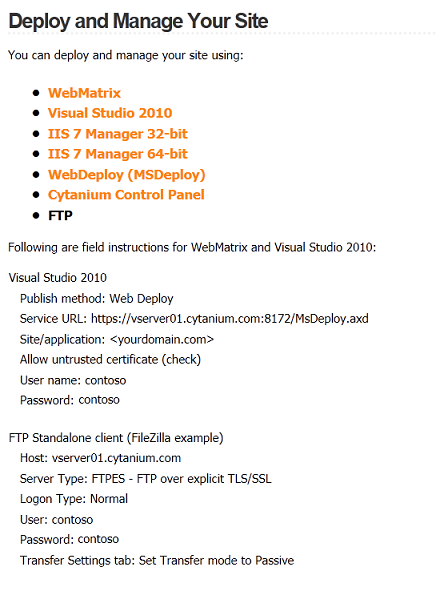 Deploy and Manage Your Site
You can deploy and manage your site using:
• WebMatrix
• Visual Studio 2010
• IIS 7 Manager 32-bit
• IIS 7 Manager 64-bit
• WebDeploy (MSDeploy)
• Cytanium Control Panel
• FTP
Following are field instructions for WebMatrix and Visual Studio 2010:
Visual Studio 2010
Publish method: Web Deploy
Service URL: https://vserver01.cytanium.com:8172/MsDeploy.axd
Site/application: <yourdomain.com>
Allow untrusted certificate (check)
User name: contoso
Password: contoso
FTP Standalone client (FileZilla example)
Host: vserver01.cytanium.com
Server Type: FTPES - FTP over explicit TLS/SSL
Logon Type: Normal
User: contoso
Password: contoso
Transfer Settings tab: Set Transfer mode to Passive